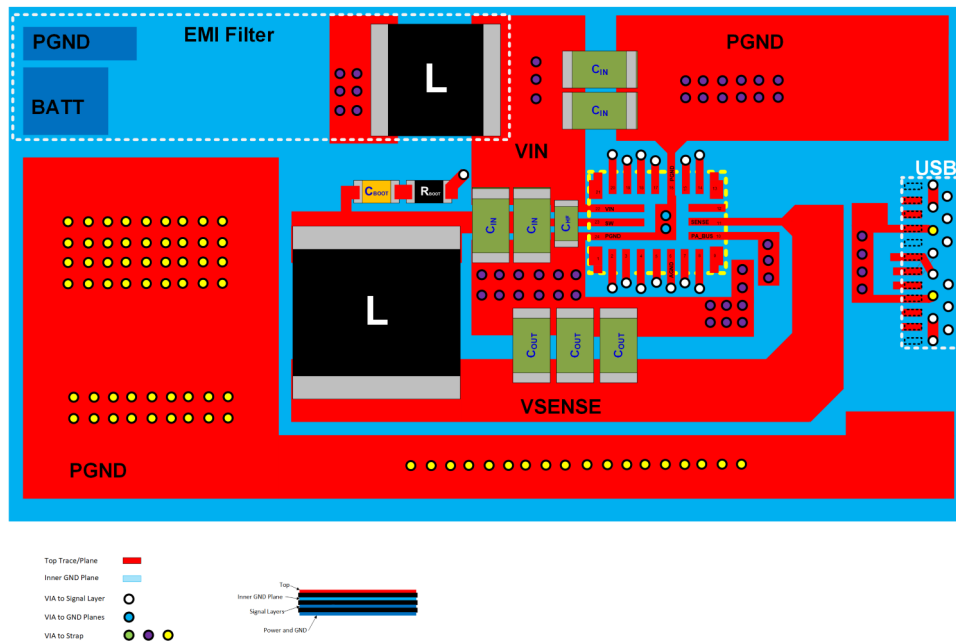 PGND
EMI Filter
BATT
L
CIN
CIN
PGND
VIN
USB
CBOOT
RBOOT
CIN
CIN
CHP
VIN
SW
PGND
SENSE
PA_BUS
L
COUT
COUT
COUT
VSENSE
PGND
Top Trace/Plane
Inner GND Plane
VIA to Signal Layer
VIA to GND Planes
VIA to Strap
Top
Inner GND Plane
Signal Layers
Power and GND